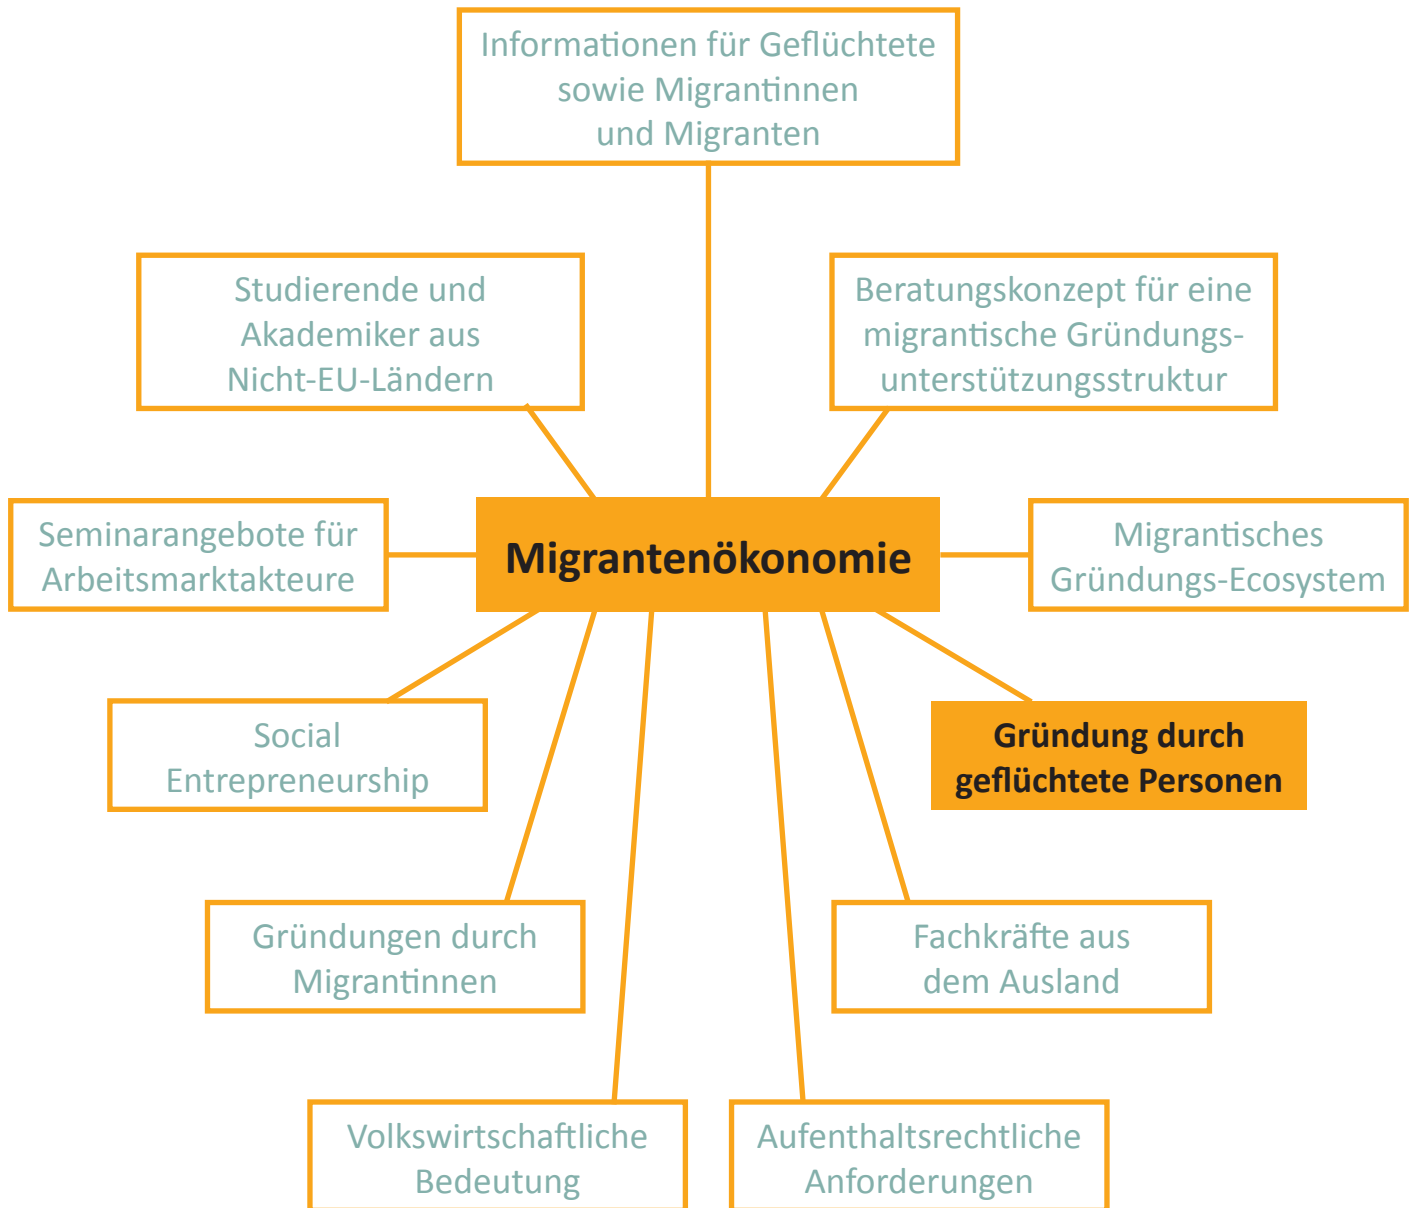 Informationen für Geflüchtete
sowie Migrantinnen
und Migranten
Studierende und
Akademiker aus
Nicht-EU-Ländern
Beratungskonzept für eine
migrantische Gründungs-
unterstützungsstruktur
Seminarangebote für
Arbeitsmarktakteure
Migrantenökonomie
Migrantisches
Gründungs-Ecosystem
Social
Entrepreneurship
Gründung durch
geflüchtete Personen
Gründungen durch
Migrantinnen
Fachkräfte aus
dem Ausland
Volkswirtschaftliche
Bedeutung
Aufenthaltsrechtliche
Anforderungen